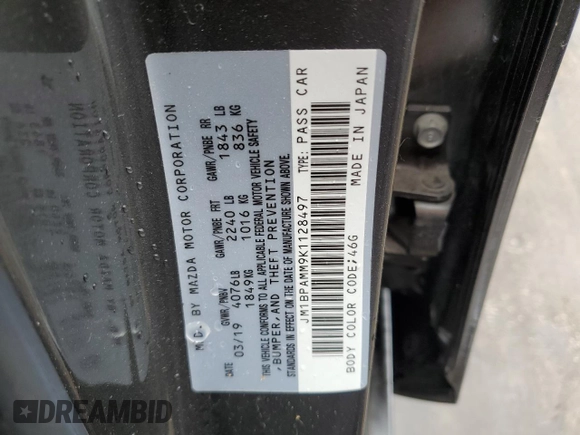 MFG. BY MAZDA MOTOR CORPORATION
DATE GVWR/PNBV GAWR/PNBE FRT GAWR/PNBE RR
03/19 4076LB 2240 LB 1843 LB
1849KG 1016 KG 836 KG
THIS VEHICLE CONFORMS TO ALL APPLICABLE FEDERAL MOTOR VEHICLE SAFETY
,BUMPER,AND THEFT PREVENTION
STANDARDS IN EFFECT ON THE DATE OF MANUFACTURE SHOWN ABOVE.
JM1BPAMM9K1128497 TYPE: PASS CAR
BODY COLOR CODE:46G MADE IN JAPAN
DREAMBID